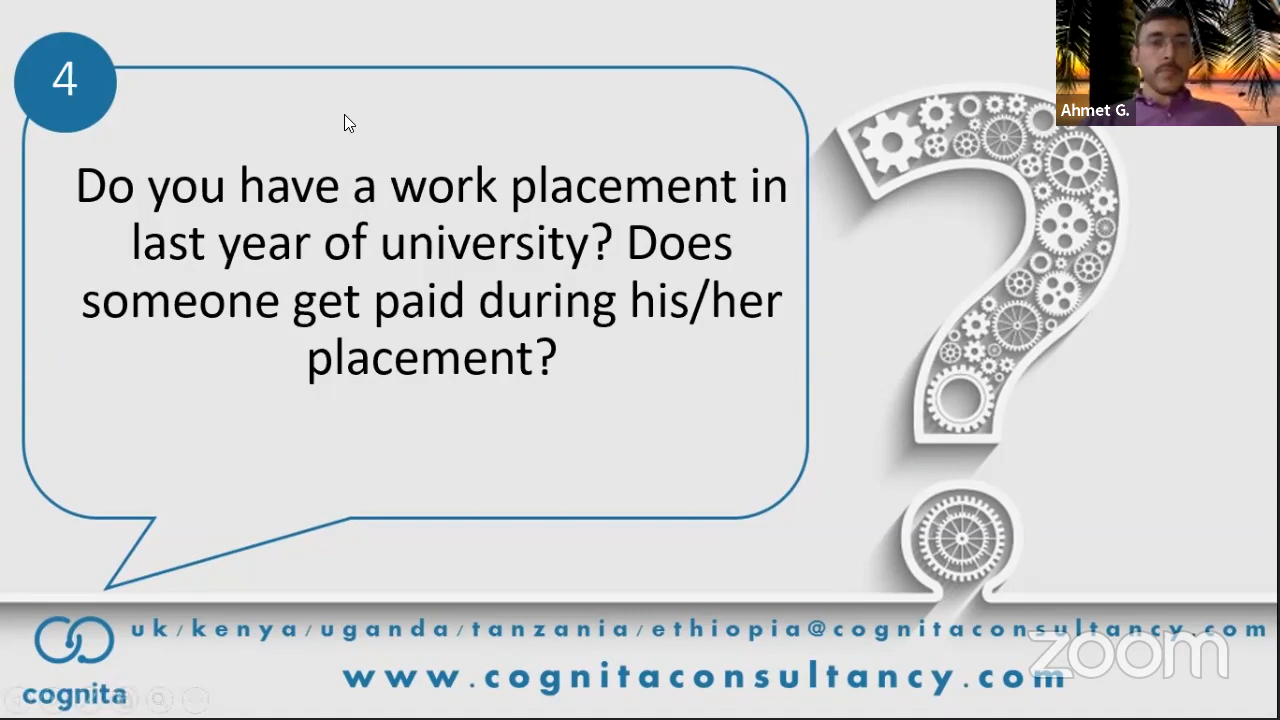 4
Ahmet G.
Do you have a work placement in
last year of university? Does
someone get paid during his/her
placement?
uk/kenya/uganda/tanzania/ethiopia@cognitaconsultancy.com
www.cognitaconsultancy.com
zoom
cognita